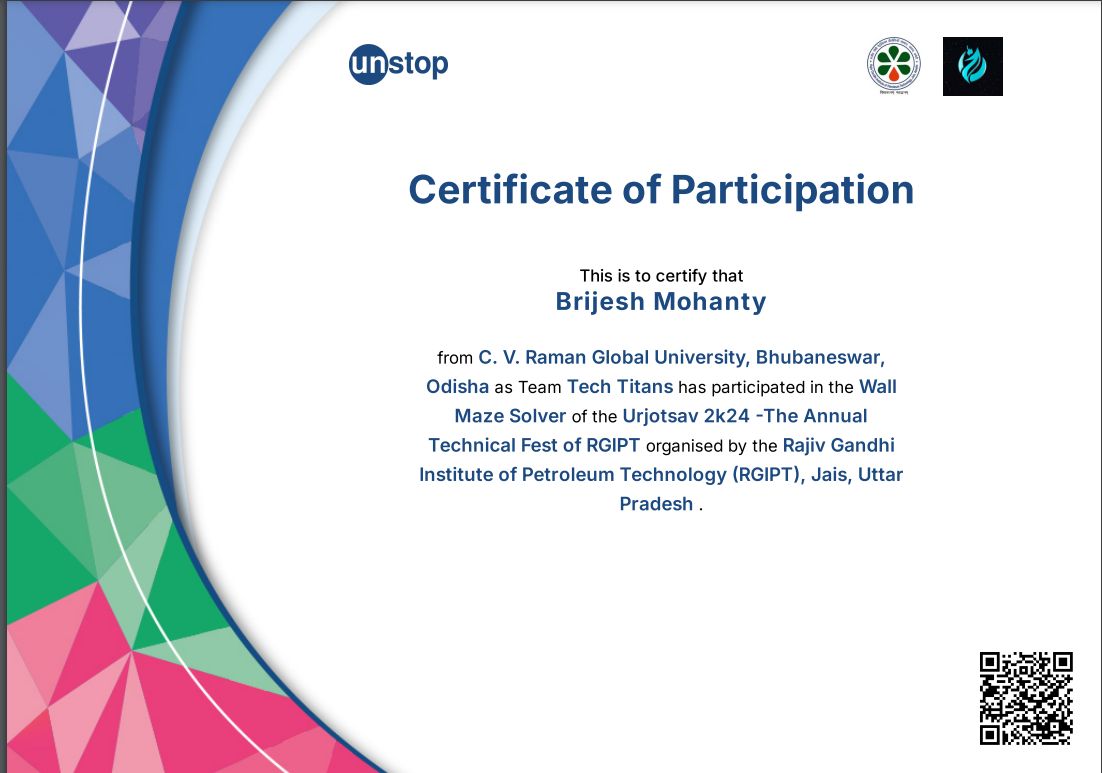 unstop
Certificate of Participation
This is to certify that
Brijesh Mohanty
from C. V. Raman Global University, Bhubaneswar,
Odisha as Team Tech Titans has participated in the Wall
Maze Solver of the Urjotsav 2k24 -The Annual
Technical Fest of RGIPT organised by the Rajiv Gandhi
Institute of Petroleum Technology (RGIPT), Jais, Uttar
Pradesh .